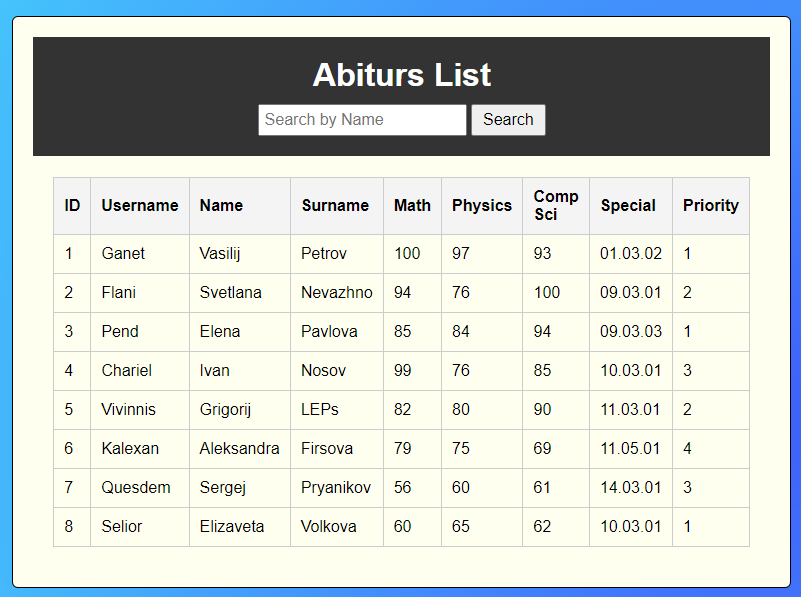 Abiturs List
Search by Name Search
ID Username Name Surname Math Physics Comp Sci Special Priority
1 Ganet Vasilij Petrov 100 97 93 01.03.02 1
2 Flani Svetlana Nevazhno 94 76 100 09.03.01 2
3 Pend Elena Pavlova 85 84 94 09.03.03 1
4 Chariel Ivan Nosov 99 76 85 10.03.01 3
5 Vivinnis Grigorij LEPs 82 80 90 11.03.01 2
6 Kalexan Aleksandra Firsova 79 75 69 11.05.01 4
7 Quesdem Sergej Pryanikov 56 60 61 14.03.01 3
8 Selior Elizaveta Volkova 60 65 62 10.03.01 1